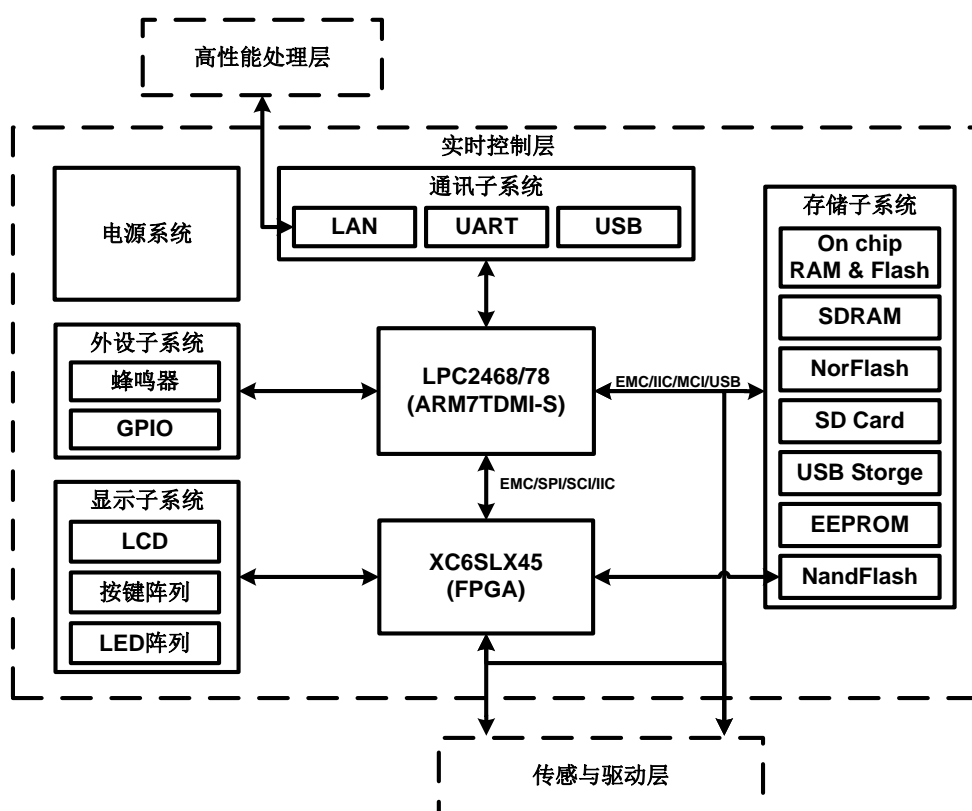 高性能处理层
实时控制层
电源系统
通讯子系统
LAN
UART
USB
存储子系统
On chip
RAM & Flash
SDRAM
NorFlash
SD Card
USB Storge
EEPROM
NandFlash
外设子系统
蜂鸣器
GPIO
LPC2468/78
(ARM7TDMI-S)
EMC/IIC/MCI/USB
EMC/SPI/SCI/IIC
显示子系统
LCD
按键阵列
LED阵列
XC6SLX45
(FPGA)
传感与驱动层